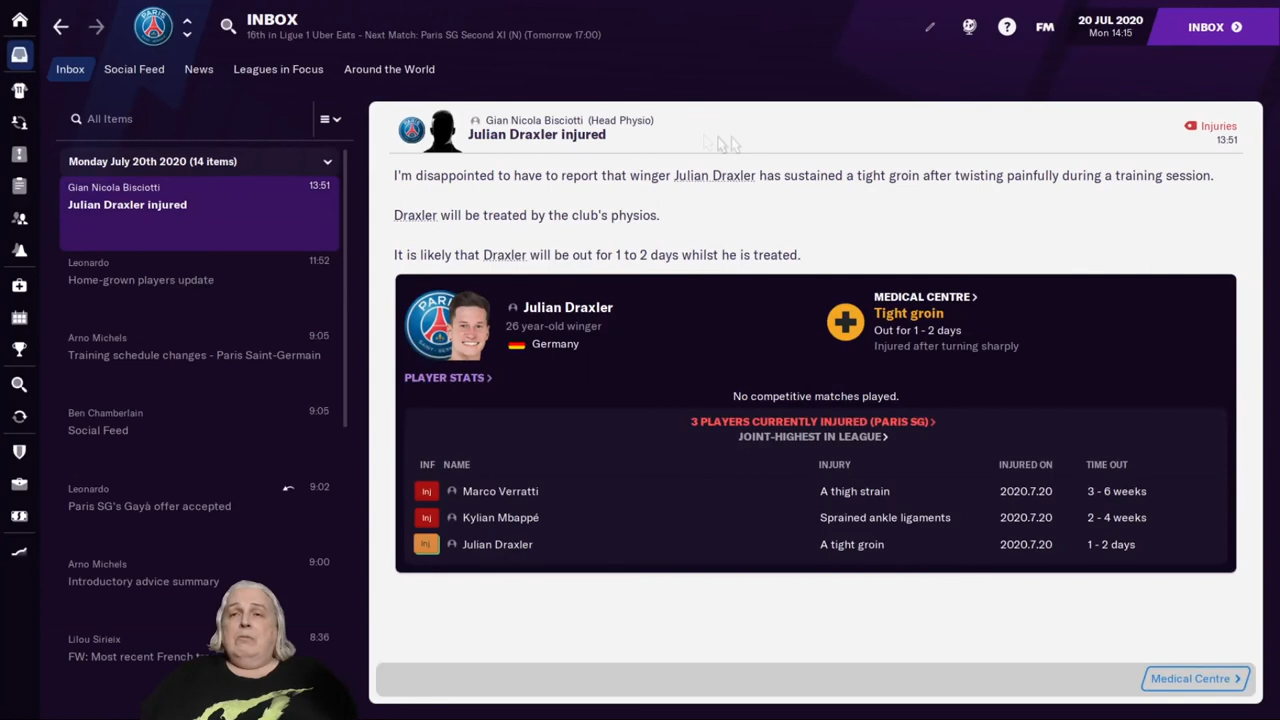 INBOX
16th in Ligue 1 Uber Eats - Next Match: Paris SG Second XI (N) (Tomorrow 17:00)
FM
20 JUL 2020
Mon 14:15
INBOX
Inbox
Social Feed
News
Leagues in Focus
Around the World
All Items
Monday July 20th 2020 (14 items)
Gian Nicola Bisciotti 13:51
Julian Draxler injured
Leonardo 11:52
Home-grown players update
Arno Michels 9:05
Training schedule changes - Paris Saint-Germain
Ben Chamberlain 9:05
Social Feed
Leonardo 9:02
Paris SG's Gayà offer accepted
Arno Michels 9:00
Introductory advice summary
Lilou Sirieix 8:36
FW: Most recent French
Gian Nicola Bisciotti (Head Physio)
Julian Draxler injured
Injuries
13:51
I'm disappointed to have to report that winger Julian Draxler has sustained a tight groin after twisting painfully during a training session.
Draxler will be treated by the club's physios.
It is likely that Draxler will be out for 1 to 2 days whilst he is treated.
PARIS
Julian Draxler
26 year-old winger
Germany
MEDICAL CENTRE >
Tight groin
Out for 1 - 2 days
Injured after turning sharply
PLAYER STATS >
No competitive matches played.
3 PLAYERS CURRENTLY INJURED (PARIS SG) >
JOINT-HIGHEST IN LEAGUE >
INF NAME INJURY INJURED ON TIME OUT
Inj Marco Verratti A thigh strain 2020.7.20 3 - 6 weeks
Inj Kylian Mbappé Sprained ankle ligaments 2020.7.20 2 - 4 weeks
Inj Julian Draxler A tight groin 2020.7.20 1 - 2 days
Medical Centre >